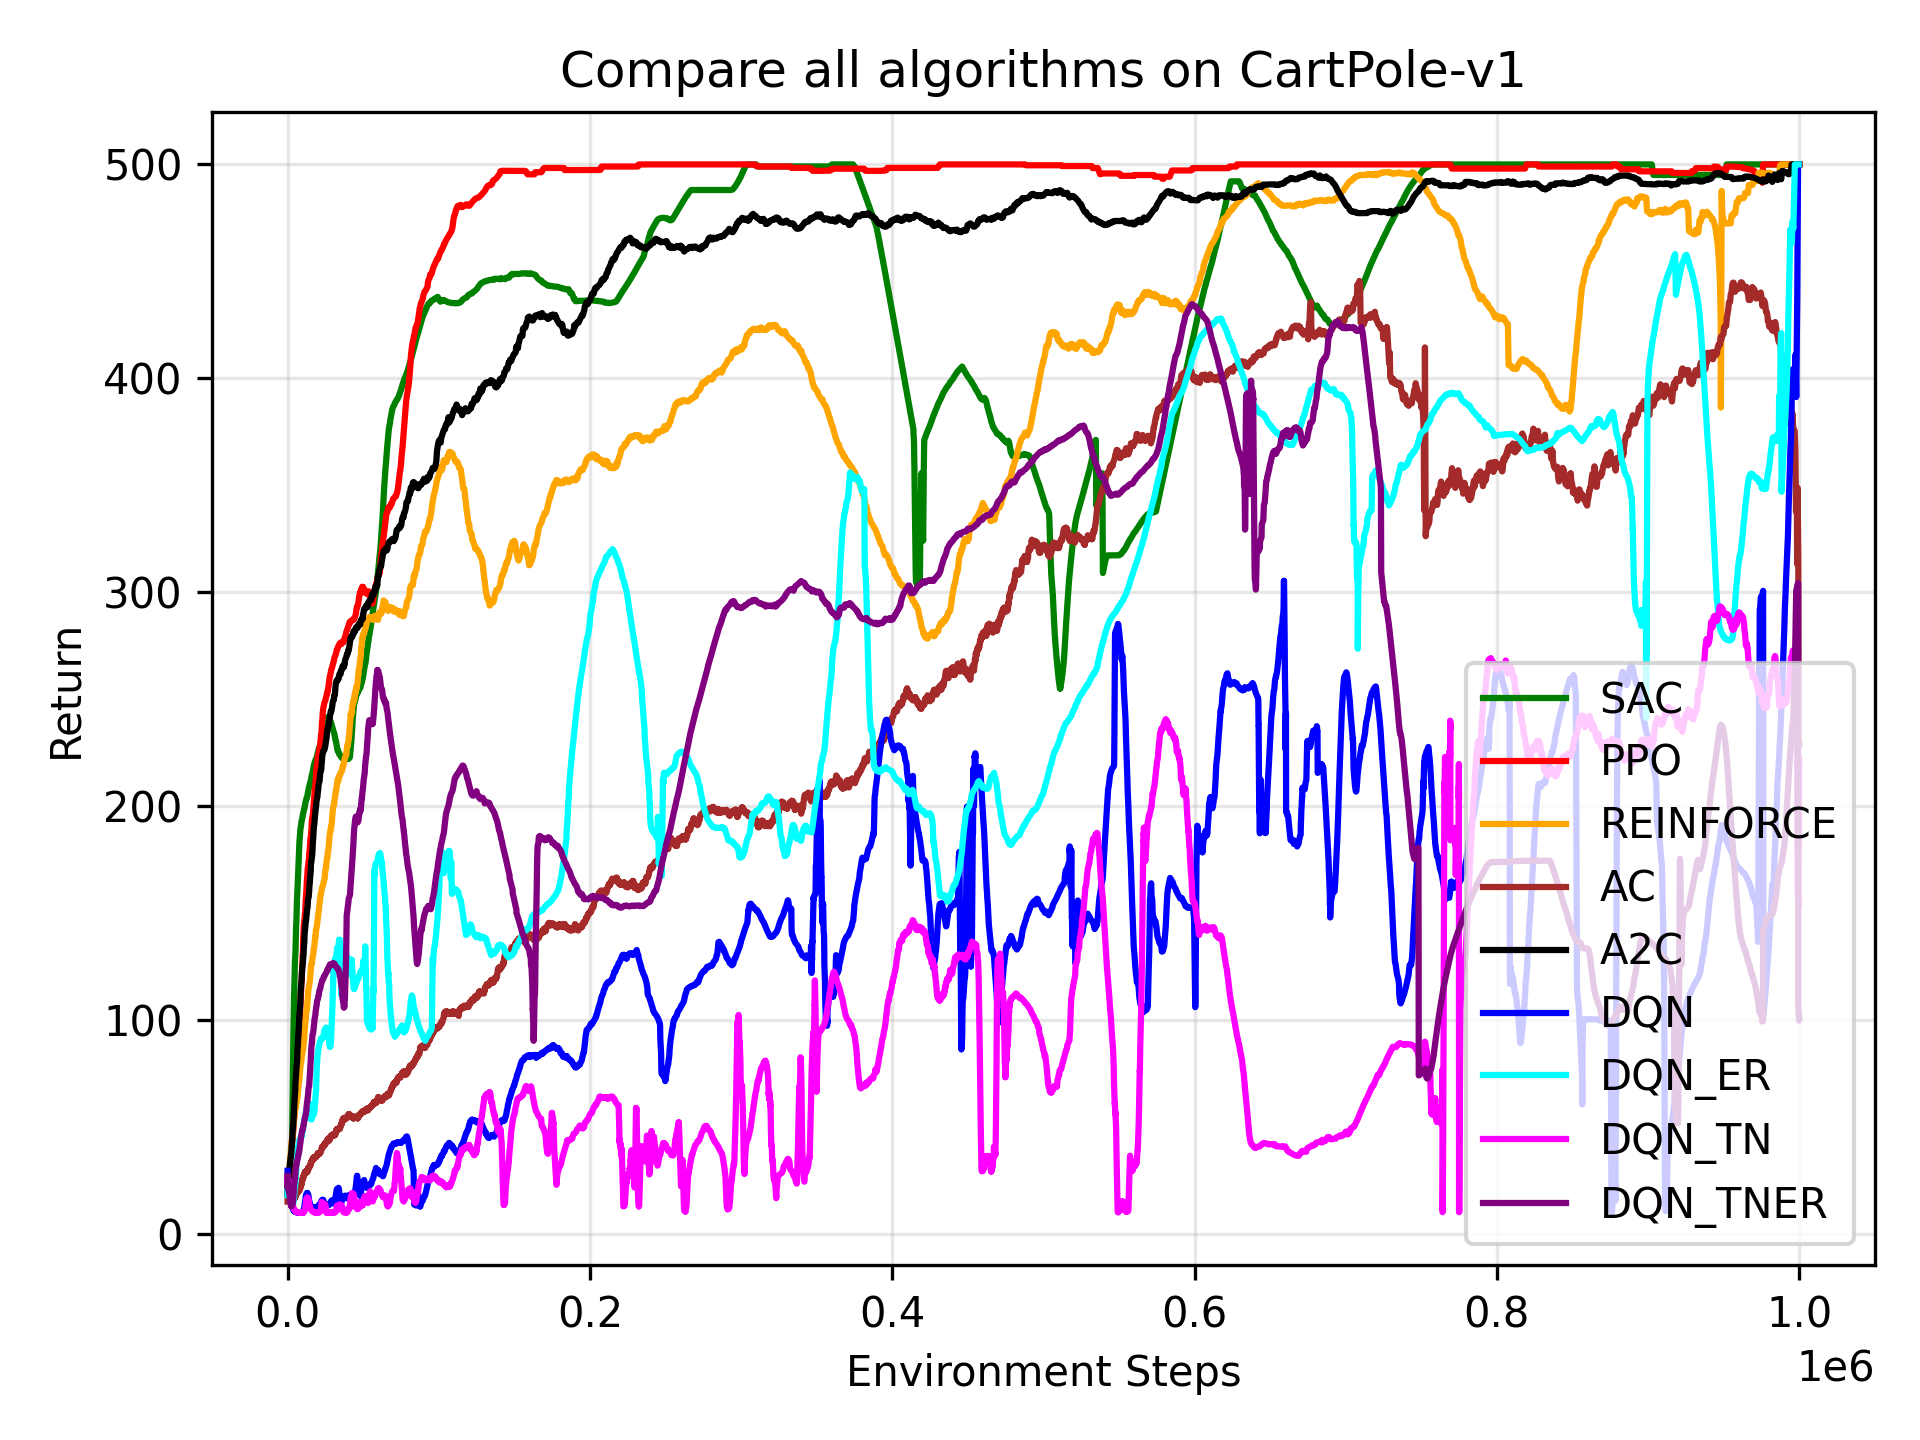 Compare all algorithms on CartPole-v1
500
400
300
200
100
0
Return
0.0
0.2
0.4
0.6
0.8
1.0
1e6
Environment Steps
SAC
PPO
REINFORCE
AC
A2C
DQN
DQN_ER
DQN_TN
DQN_TNER